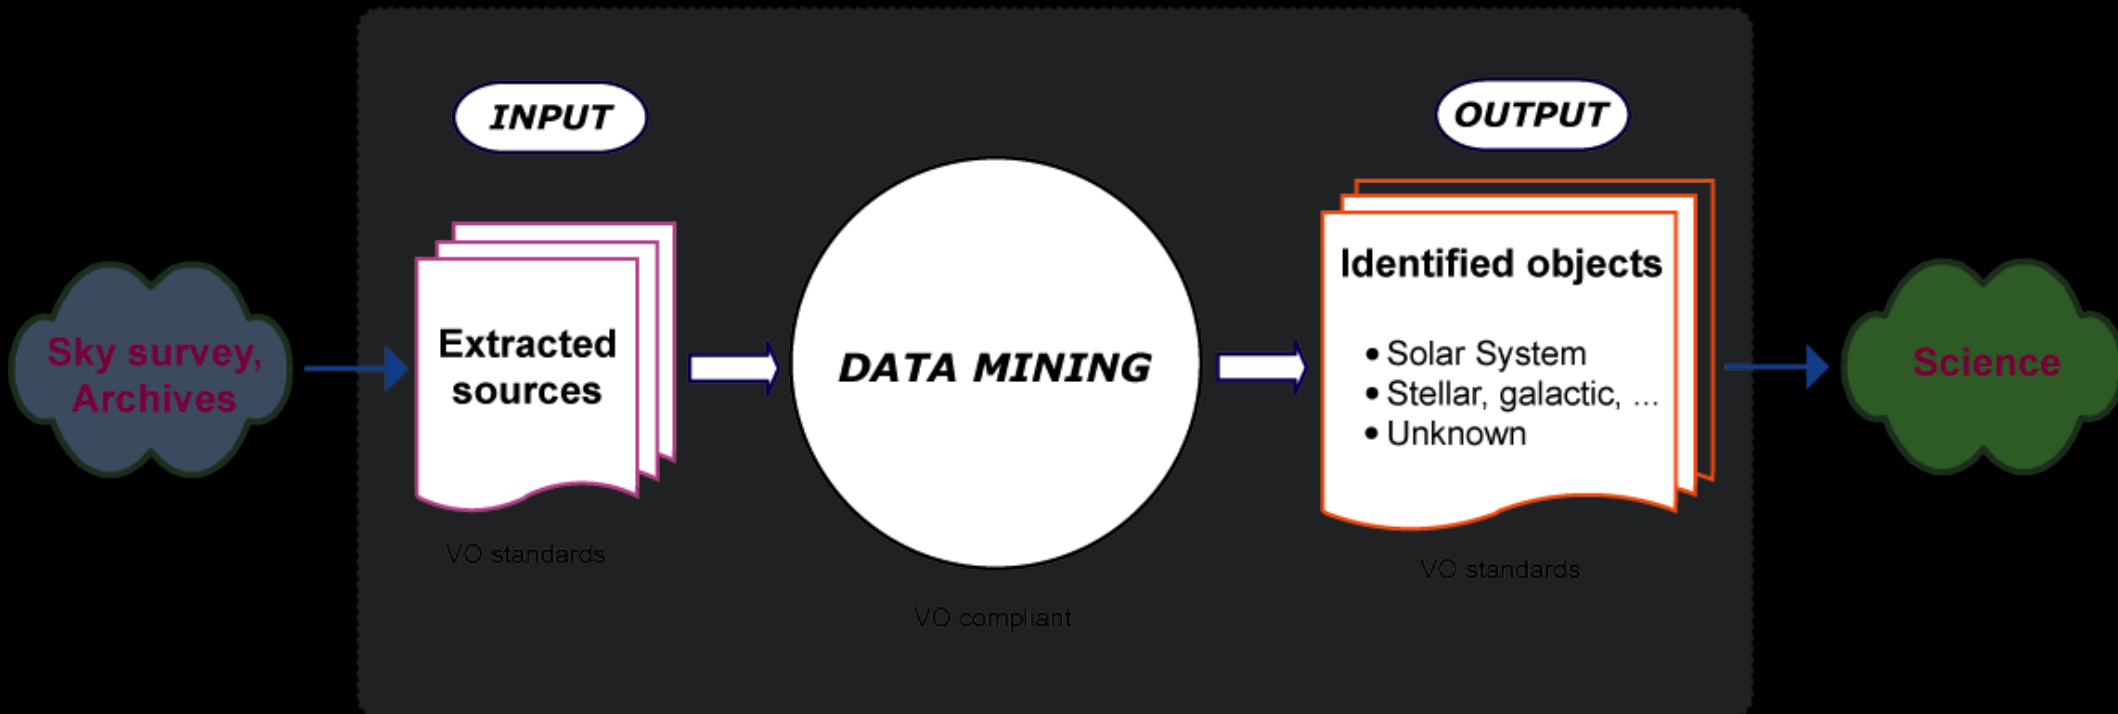 INPUT
OUTPUT
Sky survey,
Archives
Extracted
sources
VO standards
DATA MINING
VO compliant
Identified objects
• Solar System
• Stellar, galactic, ...
• Unknown
VO standards
Science